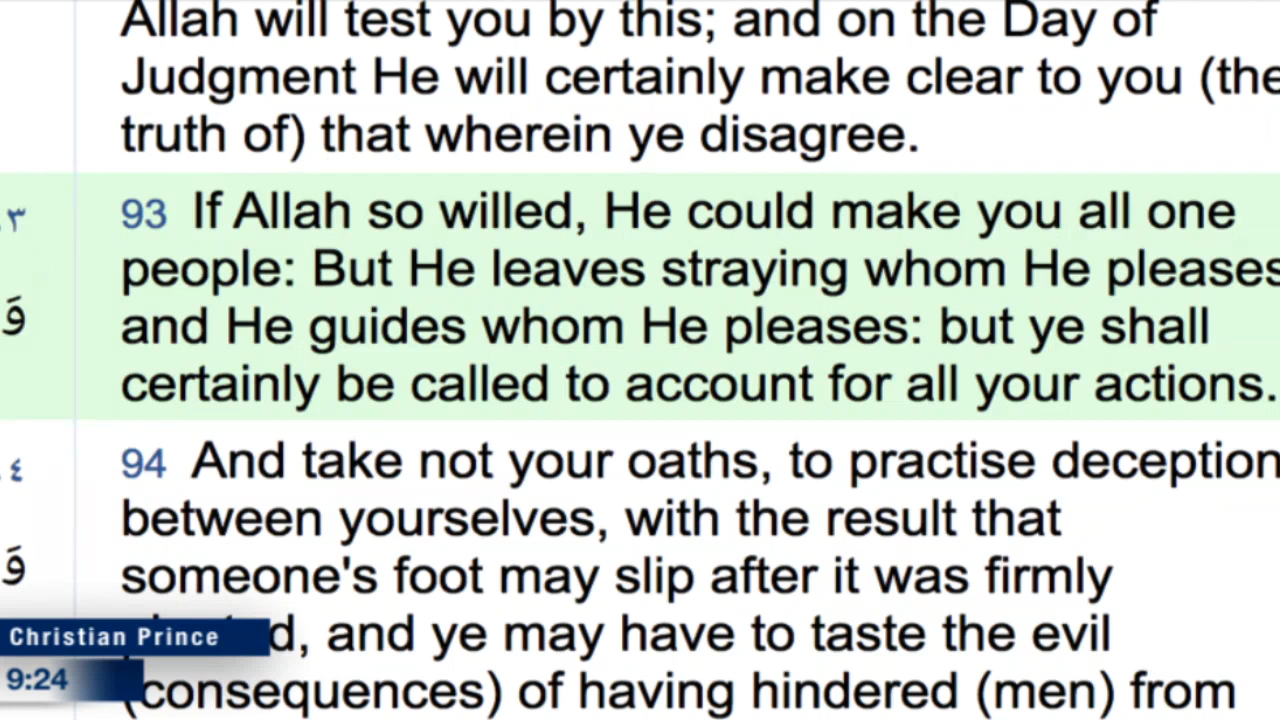 Allah will test you by this; and on the Day of
Judgment He will certainly make clear to you (the
truth of) that wherein ye disagree.
٣
93 If Allah so willed, He could make you all one
people: But He leaves straying whom He pleases
وَ
and He guides whom He pleases: but ye shall
certainly be called to account for all your actions.
٤
94 And take not your oaths, to practise deception
between yourselves, with the result that
وَ
someone's foot may slip after it was firmly
Christian Prince
and ye may have to taste the evil
9:24
(consequences) of having hindered (men) from